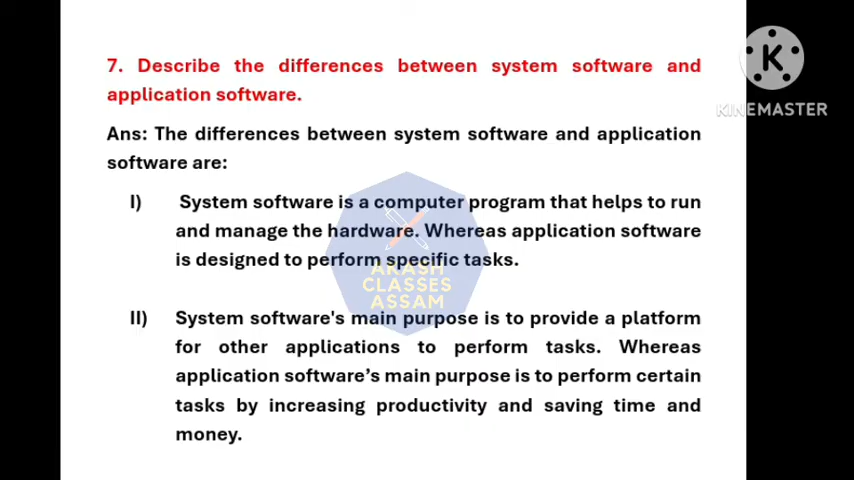 7. Describe the differences between system software and
application software.
Ans: The differences between system software and application
software are:
I) System software is a computer program that helps to run
and manage the hardware. Whereas application software
is designed to perform specific tasks.
II) System software's main purpose is to provide a platform
for other applications to perform tasks. Whereas
application software’s main purpose is to perform certain
tasks by increasing productivity and saving time and
money.
AKASH
CLASSES
ASSAM
K
KINEMASTER